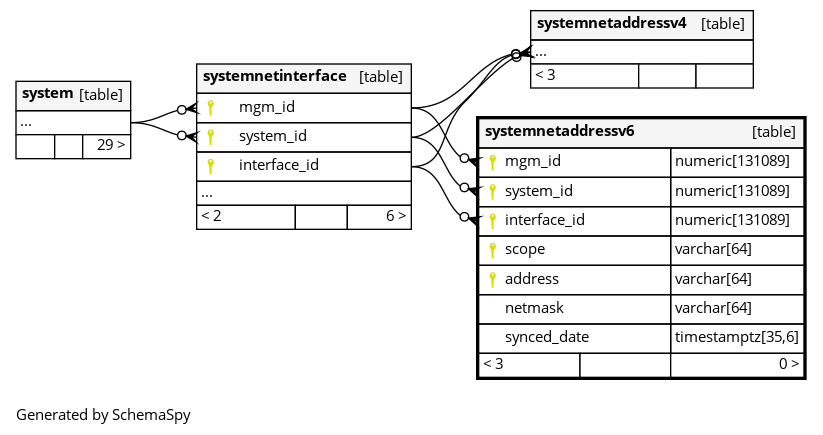 systemnetaddressv4 [table]
...
< 3
systemnetinterface [table]
mgm_id
system_id
interface_id
...
< 2 6 >
system [table]
...
29 >
systemnetaddressv6 [table]
mgm_id numeric[131089]
system_id numeric[131089]
interface_id numeric[131089]
scope varchar[64]
address varchar[64]
netmask varchar[64]
synced_date timestamptz[35,6]
< 3 0 >
Generated by SchemaSpy